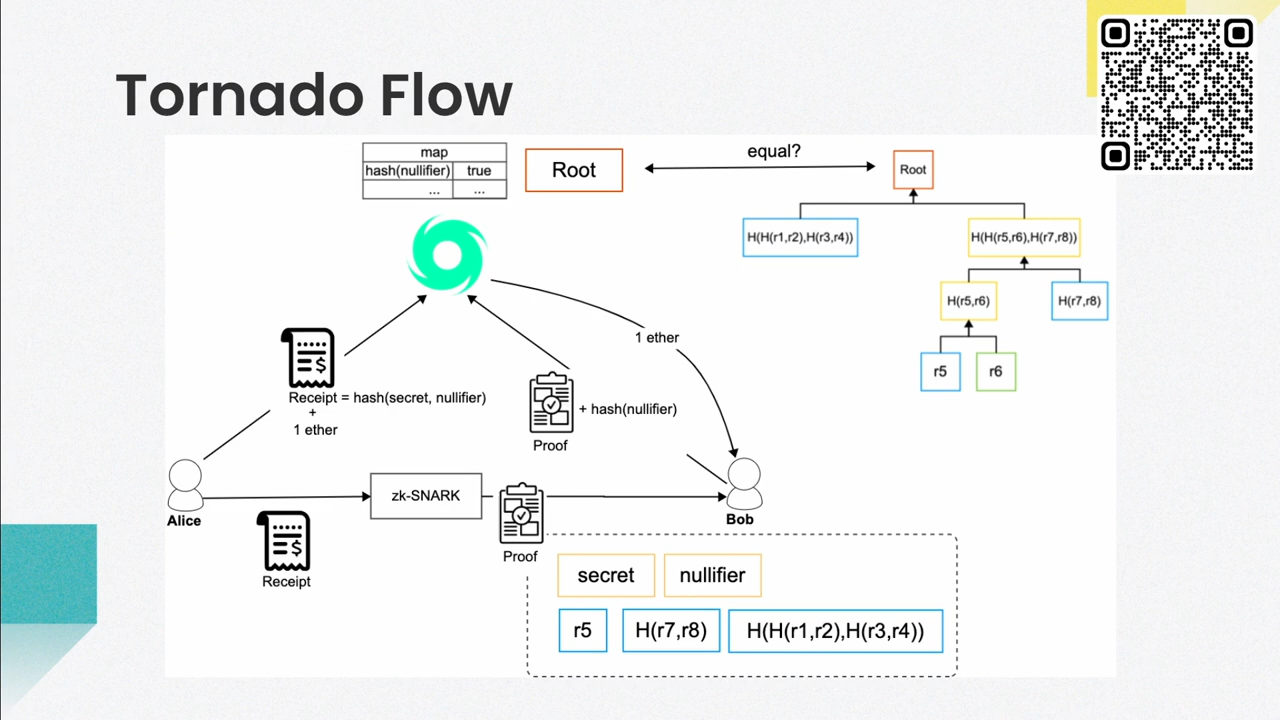 Tornado Flow
map
hash(nullifier) true
... ...
Root
equal?
Root
H(H(r1,r2),H(r3,r4))
H(H(r5,r6),H(r7,r8))
H(r5,r6)
H(r7,r8)
r5
r6
1 ether
$
Receipt = hash(secret, nullifier)
+
1 ether
+ hash(nullifier)
Proof
Alice
zk-SNARK
Bob
$
Receipt
Proof
secret
nullifier
r5
H(r7,r8)
H(H(r1,r2),H(r3,r4))